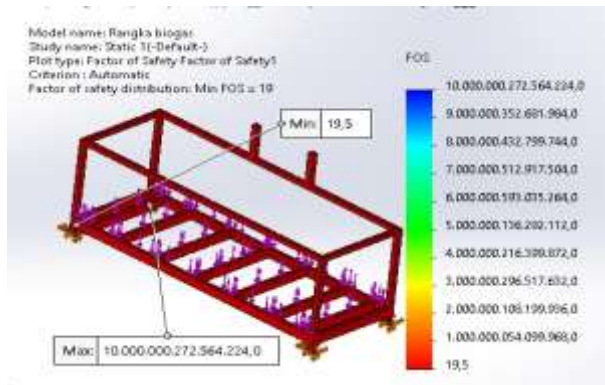 Model name: Rangka biogas
Study name: Static 1(-Default-)
Plot type: Factor of Safety Factor of Safety1
Criterion : Automatic
Factor of safety distribution: Min FOS = 19
FOS
Min: 19,5
10.000.000.272.564.224,0
9.000.000.352.681.984,0
8.000.000.432.799.744,0
7.000.000.512.917.504,0
6.000.000.593.035.264,0
5.000.000.136.282.112,0
4.000.000.216.399.872,0
3.000.000.296.517.632,0
2.000.000.108.199.936,0
1.000.000.054.099.968,0
19,5
Max: 10.000.000.272.564.224,0